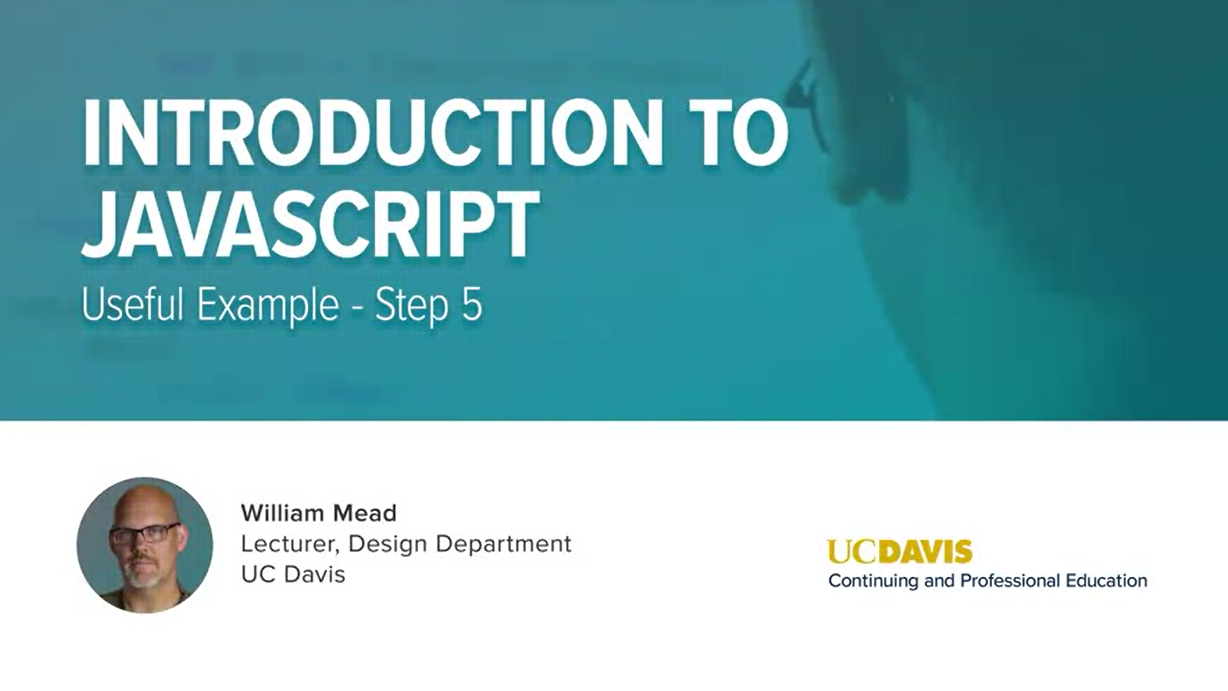 INTRODUCTION TO
JAVASCRIPT
Useful Example - Step 5
William Mead
Lecturer, Design Department
UC Davis
UCDAVIS
Continuing and Professional Education